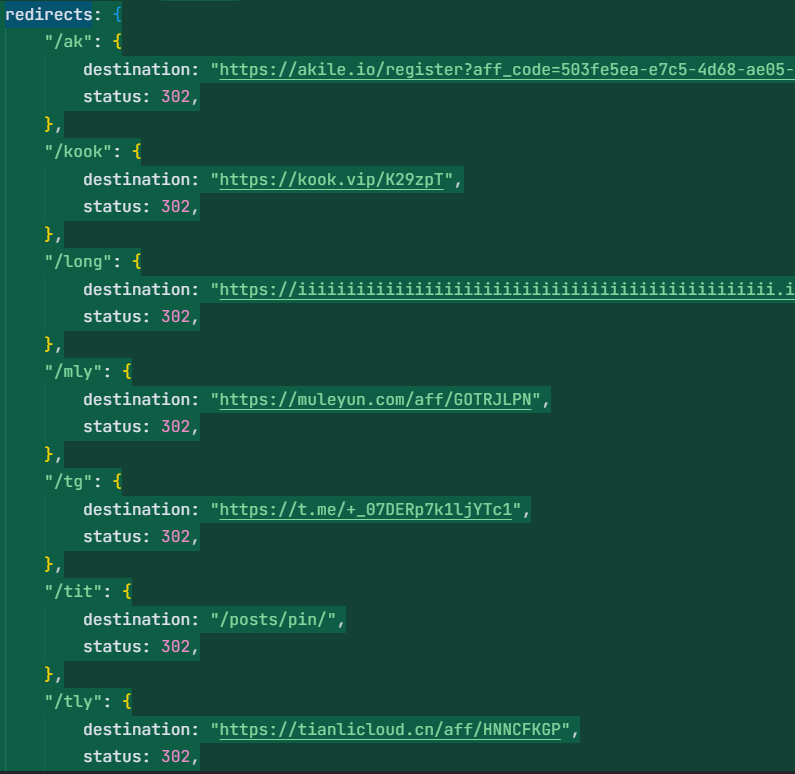 redirects: {
"/ak": {
destination: "https://akile.io/register?aff_code=503fe5ea-e7c5-4d68-ae05-
status: 302,
},
"/kook": {
destination: "https://kook.vip/K29zpT",
status: 302,
},
"/long": {
destination: "https://iiiiiiiiiiiiiiiiiiiiiiiiiiiiiiiiiiiiiiiiiiiiiiiii.i
status: 302,
},
"/mly": {
destination: "https://muleyun.com/aff/GOTRJLPN",
status: 302,
},
"/tg": {
destination: "https://t.me/+_07DERp7k1ljYTc1",
status: 302,
},
"/tit": {
destination: "/posts/pin/",
status: 302,
},
"/tly": {
destination: "https://tianlicloud.cn/aff/HNNCFKGP",
status: 302,